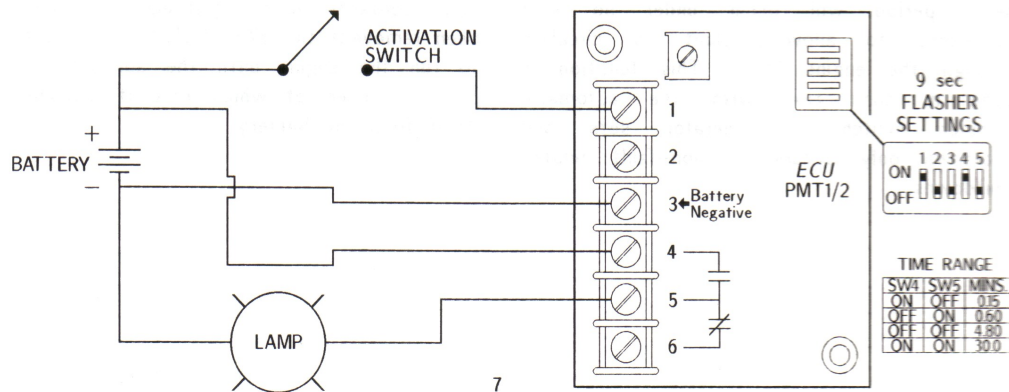 ACTIVATION
SWITCH
+
BATTERY
−
LAMP
1
2
3 Battery
Negative
4
5
6
ECU
PMT1/2
9 sec
FLASHER
SETTINGS
1 2 3 4 5
ON
OFF
TIME RANGE
SW4 SW5 MINS.
ON OFF 0.15
OFF ON 0.60
OFF OFF 4.80
ON ON 30.0
7